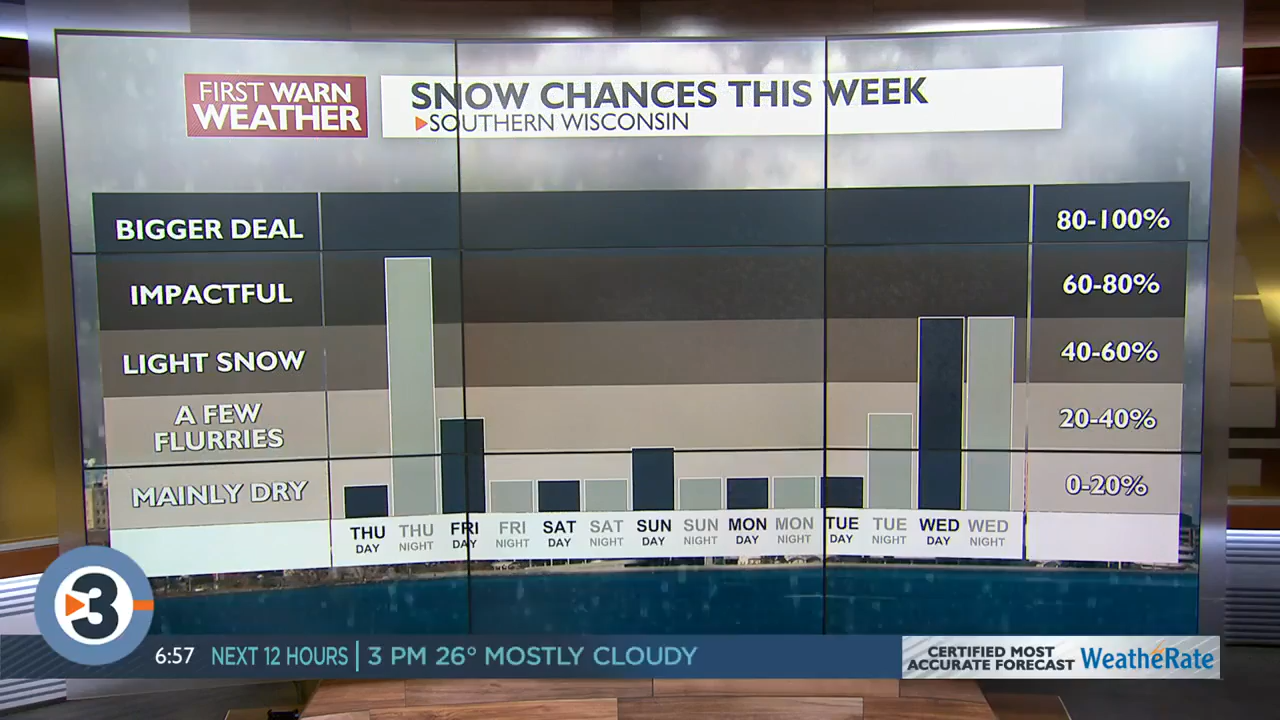 FIRST WARN
WEATHER
SNOW CHANCES THIS WEEK
SOUTHERN WISCONSIN
BIGGER DEAL
80-100%
IMPACTFUL
60-80%
LIGHT SNOW
40-60%
A FEW
FLURRIES
20-40%
MAINLY DRY
0-20%
THU THU FRI FRI SAT SAT SUN SUN MON MON TUE TUE WED WED
DAY NIGHT DAY NIGHT DAY NIGHT DAY NIGHT DAY NIGHT DAY NIGHT DAY NIGHT
3
6:57 NEXT 12 HOURS 3 PM 26° MOSTLY CLOUDY
CERTIFIED MOST
ACCURATE FORECAST
WeatheRate